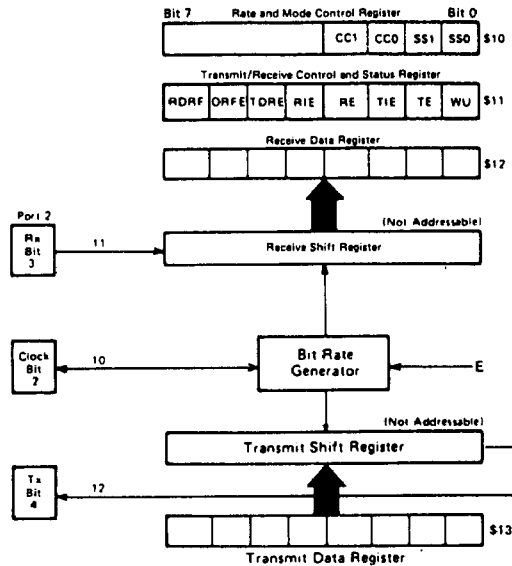 Bit 7 Rate and Mode Control Register Bit 0
CC1 CC0 SS1 SS0 $10
Transmit/Receive Control and Status Register
RDRF ORFE TDRE RIE RE TIE TE WU $11
Receive Data Register
$12
Port 2
(Not Addressable)
Rx
Bit
3
11
Receive Shift Register
Clock
Bit
2
10
Bit Rate
Generator
E
(Not Addressable)
Transmit Shift Register
Tx
Bit
4
12
$13
Transmit Data Register